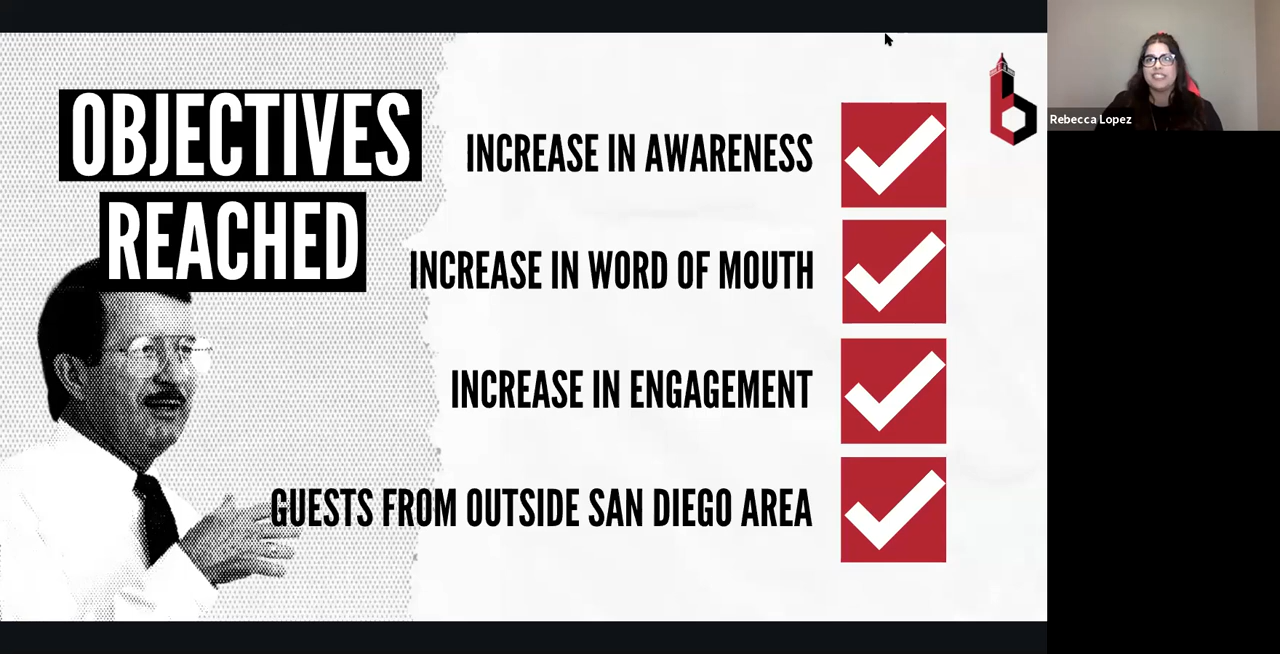 OBJECTIVES
REACHED
INCREASE IN AWARENESS
INCREASE IN WORD OF MOUTH
INCREASE IN ENGAGEMENT
GUESTS FROM OUTSIDE SAN DIEGO AREA
b
Rebecca Lopez